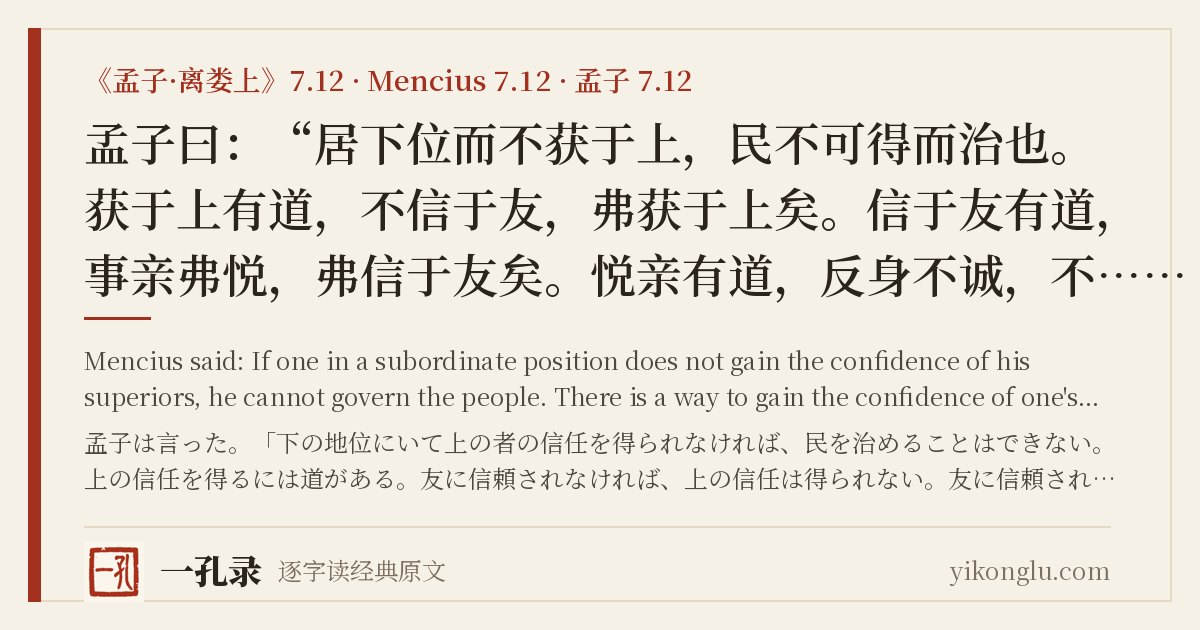 《孟子·离娄上》7.12 · Mencius 7.12 · 孟子 7.12
孟子曰：“居下位而不获于上，民不可得而治也。
获于上有道，不信于友，弗获于上矣。信于友有道，
事亲弗悦，弗信于友矣。悦亲有道，反身不诚，不……
Mencius said: If one in a subordinate position does not gain the confidence of his
superiors, he cannot govern the people. There is a way to gain the confidence of one's...
孟子は言った。「下の地位にいて上の者の信任を得られなければ、民を治めることはできない。
上の信任を得るには道がある。友に信頼されなければ、上の信任は得られない。友に信頼され…
一孔
一孔录 逐字读经典原文
yikonglu.com